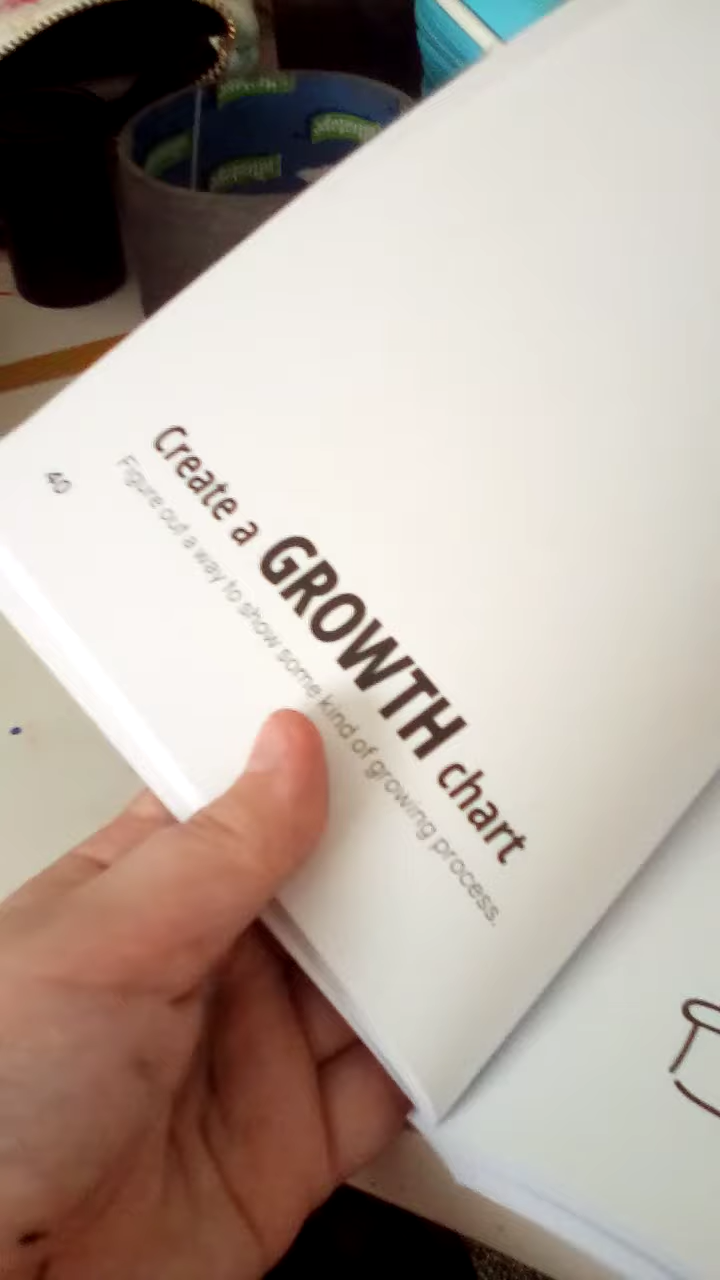 Create a GROWTH chart
Figure out a way to show some kind of growing process.
40